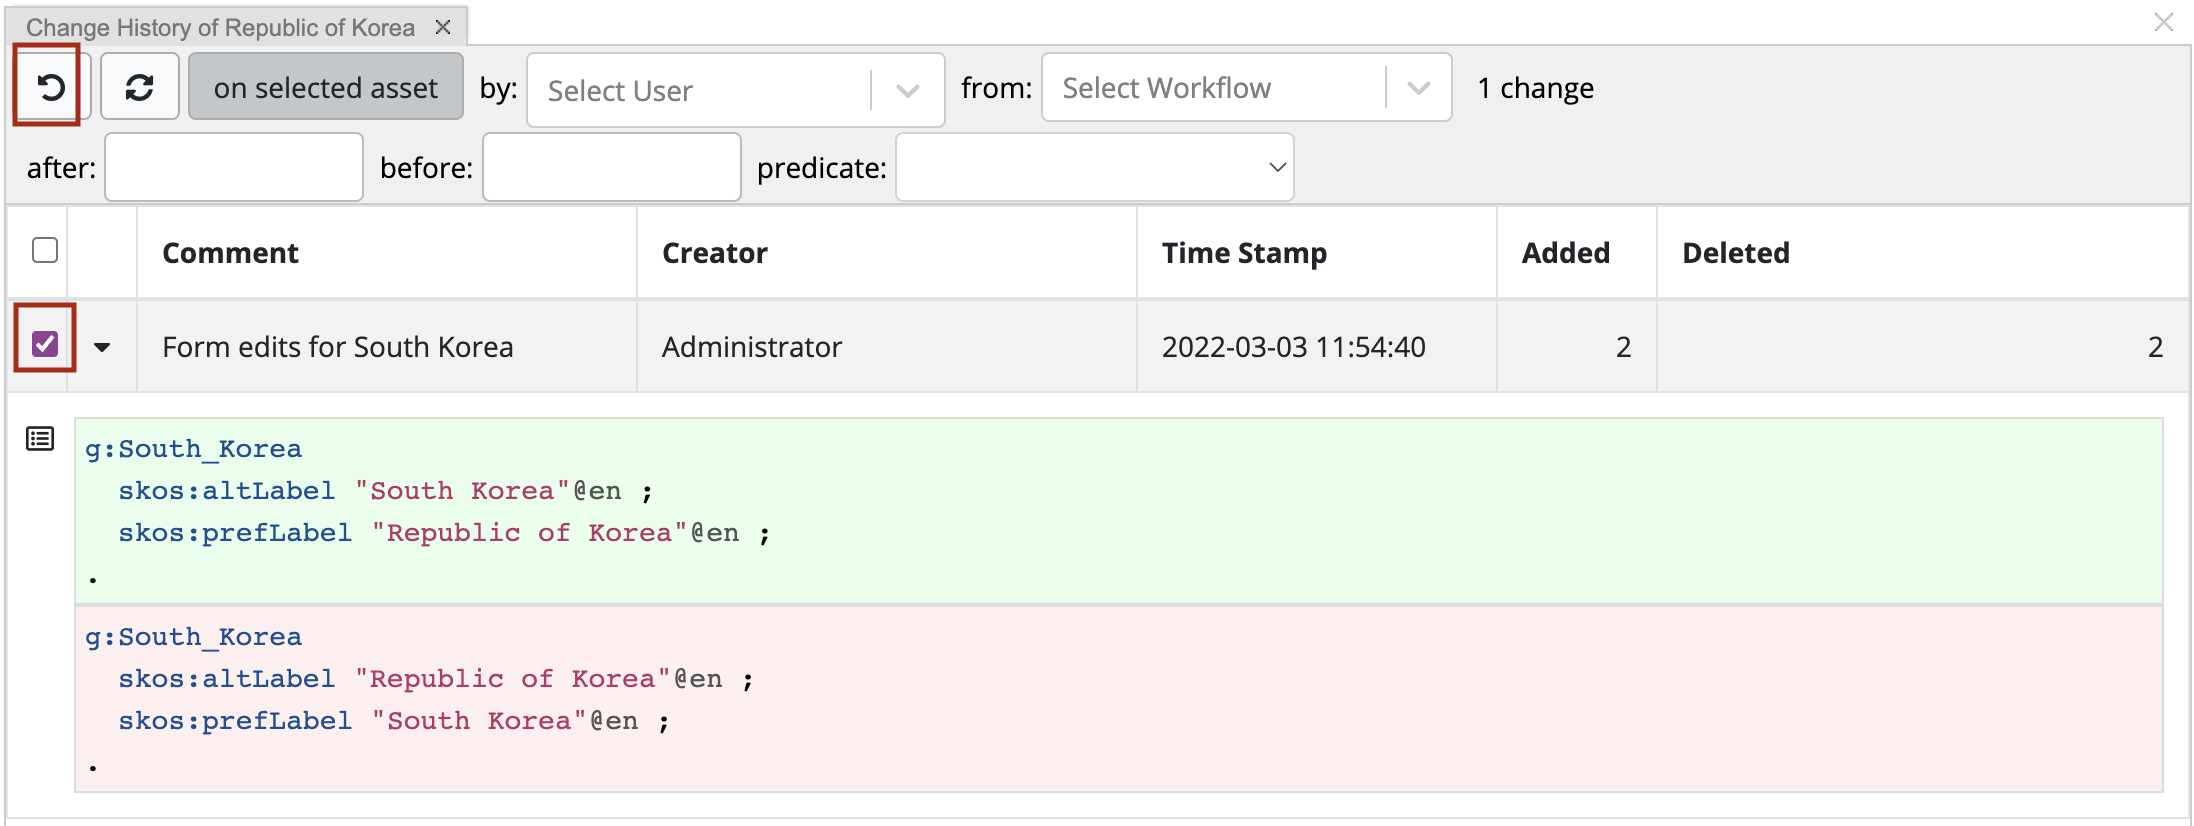 Change History of Republic of Korea
on selected asset by: Select User from: Select Workflow 1 change
after: before: predicate:
Comment Creator Time Stamp Added Deleted
Form edits for South Korea Administrator 2022-03-03 11:54:40 2 2
g:South_Korea
skos:altLabel "South Korea"@en ;
skos:prefLabel "Republic of Korea"@en ;
.
g:South_Korea
skos:altLabel "Republic of Korea"@en ;
skos:prefLabel "South Korea"@en ;
.